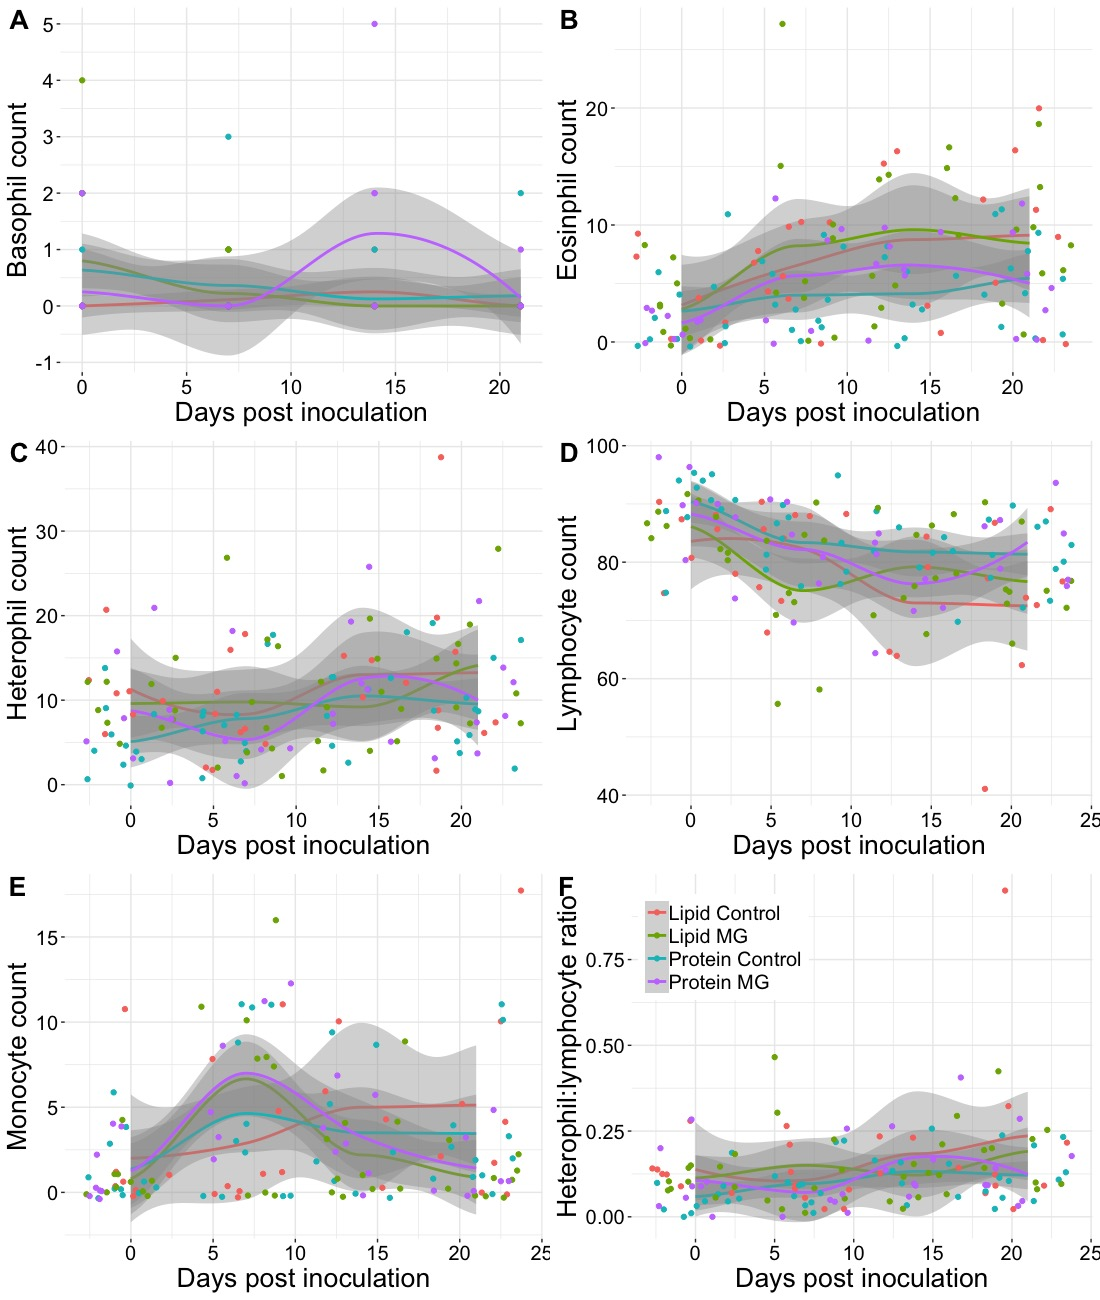 A
Basophil count
5
4
3
2
1
0
-1
0 5 10 15 20
Days post inoculation
B
Eosinphil count
20
10
0
0 5 10 15 20
Days post inoculation
C
Heterophil count
40
30
20
10
0
0 5 10 15 20
Days post inoculation
D
Lymphocyte count
100
80
60
40
0 5 10 15 20 25
Days post inoculation
E
Monocyte count
15
10
5
0
0 5 10 15 20 25
Days post inoculation
F
Heterophil:lymphocyte ratio
0.75
0.50
0.25
0.00
Lipid Control
Lipid MG
Protein Control
Protein MG
0 5 10 15 20 25
Days post inoculation